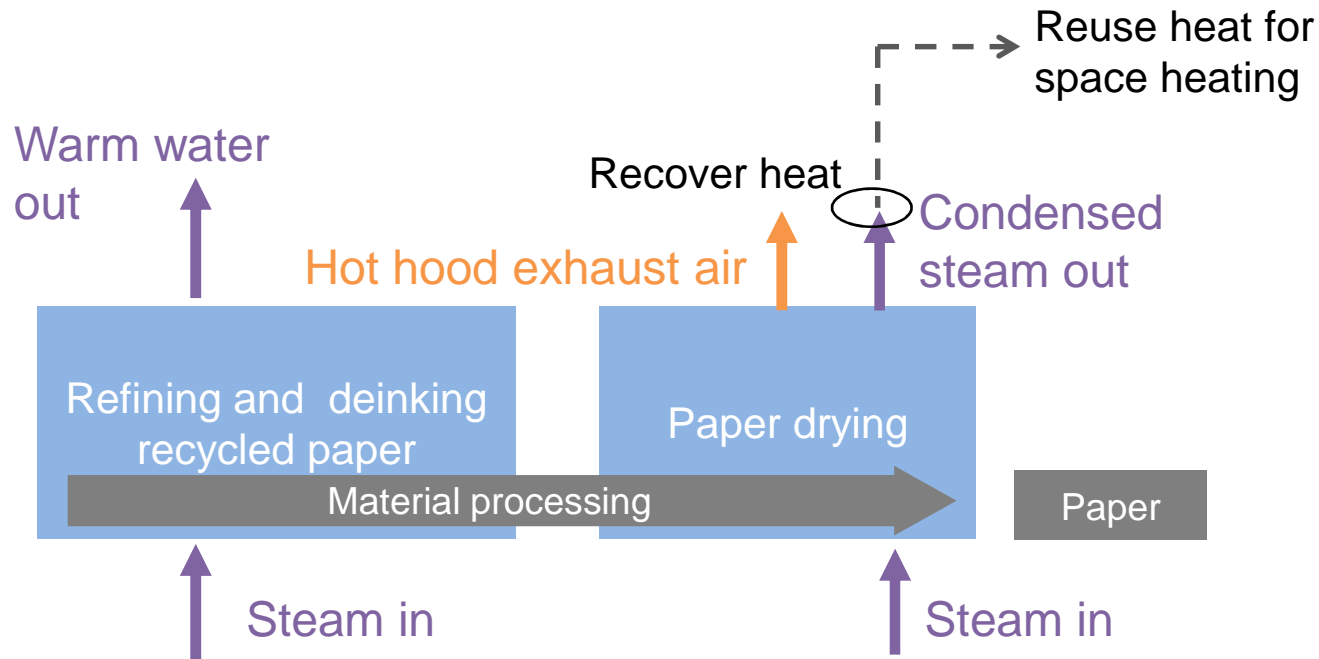 Reuse heat for
space heating
Warm water
out
Recover heat
Condensed
steam out
Hot hood exhaust air
Refining and  deinking
recycled paper
Paper drying
Material processing
Paper
Steam in
Steam in